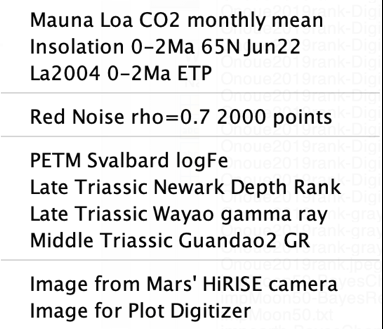 Mauna Loa CO2 monthly mean
Insolation 0-2Ma 65N Jun22
La2004 0-2Ma ETP
Red Noise rho=0.7 2000 points
PETM Svalbard logFe
Late Triassic Newark Depth Rank
Late Triassic Wayao gamma ray
Middle Triassic Guandao2 GR
Image from Mars' HiRISE camera
Image for Plot Digitizer